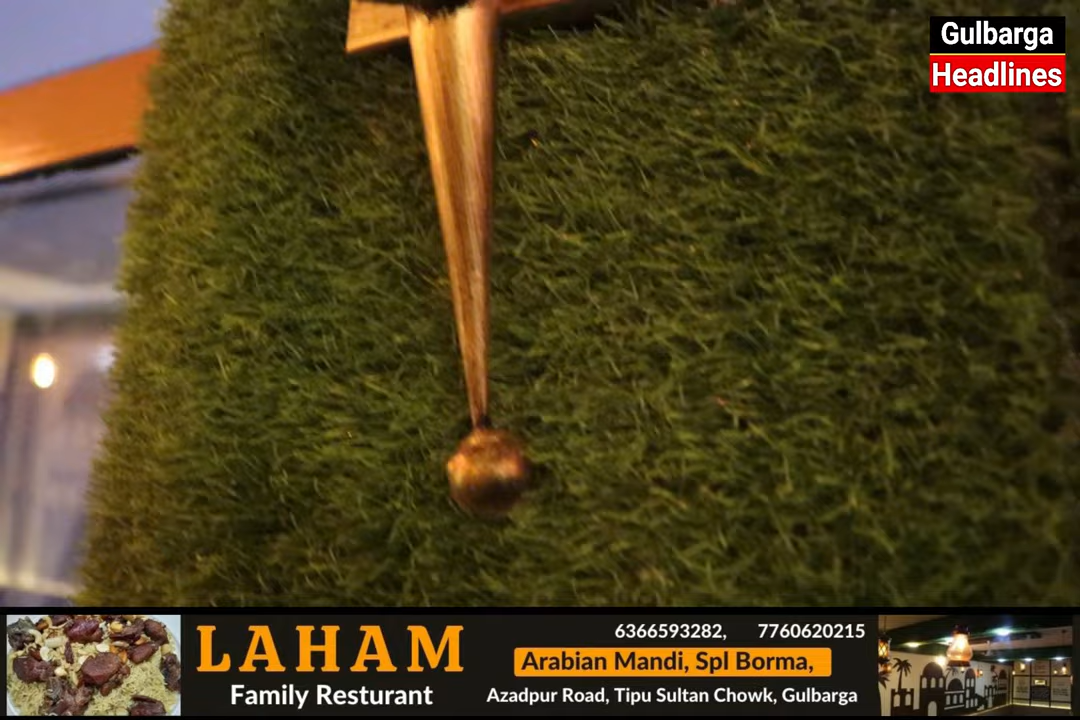 Gulbarga
Headlines
LAHAM
Family Resturant
6366593282, 7760620215
Arabian Mandi, Spl Borma,
Azadpur Road, Tipu Sultan Chowk, Gulbarga